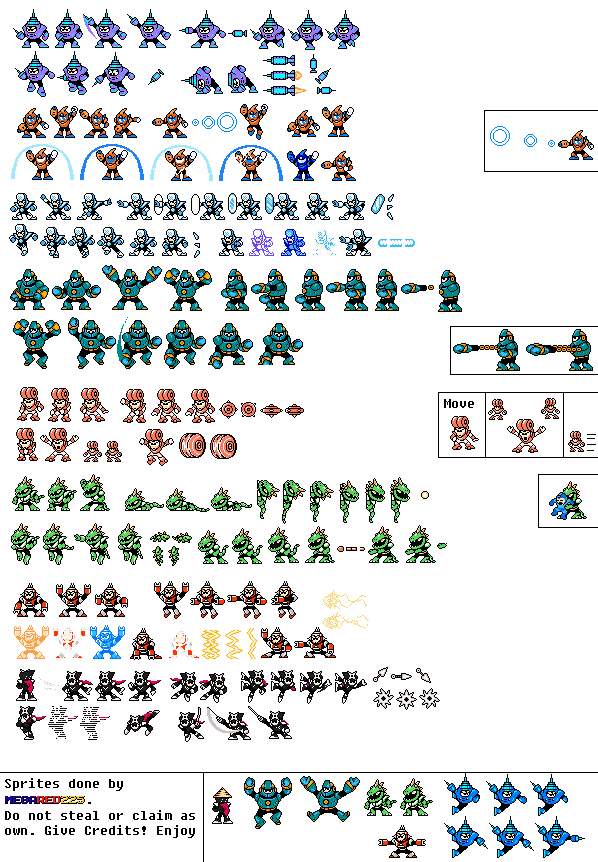 Move
Sprites done by
MEGARED225.
Do not steal or claim as
own. Give Credits! Enjoy